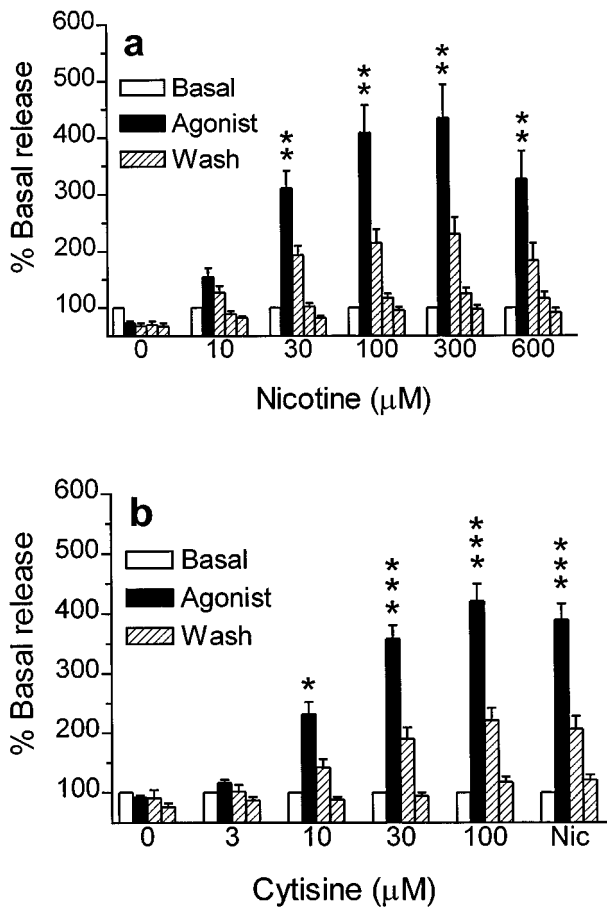 600
a
500
Basal
Agonist
400
Wash
300
200
100
% Basal release
**
**
**
**
0 10 30 100 300 600
Nicotine (μM)
600
b
500
Basal
Agonist
400
Wash
300
200
100
% Basal release
*
***
***
***
0 3 10 30 100 Nic
Cytisine (μM)